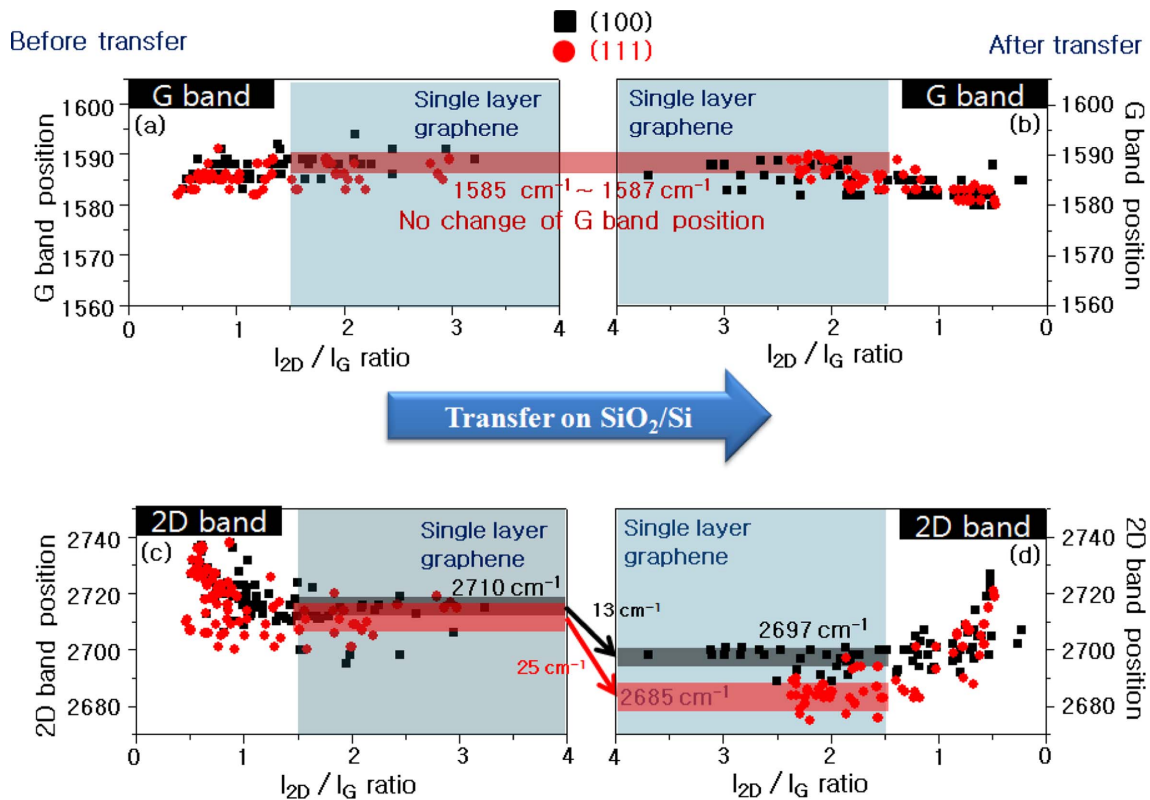 ■ (100)
● (111)
Before transfer
After transfer
G band
(a)
Single layer
graphene
G band position
1600
1590
1580
1570
1560
0 1 2 3 4
I2D / IG ratio
Single layer
graphene
G band
(b)
1600
1590
1580
1570
1560
G band position
4 3 2 1 0
I2D / IG ratio
1585 cm⁻¹ ~ 1587 cm⁻¹
No change of G band position
Transfer on SiO₂/Si
2D band
(c)
Single layer
graphene
2710 cm⁻¹
2D band position
2740
2720
2700
2680
0 1 2 3 4
I2D / IG ratio
13 cm⁻¹
25 cm⁻¹
Single layer
graphene
2D band
(d)
2697 cm⁻¹
2685 cm⁻¹
2740
2720
2700
2680
2D band position
4 3 2 1 0
I2D / IG ratio